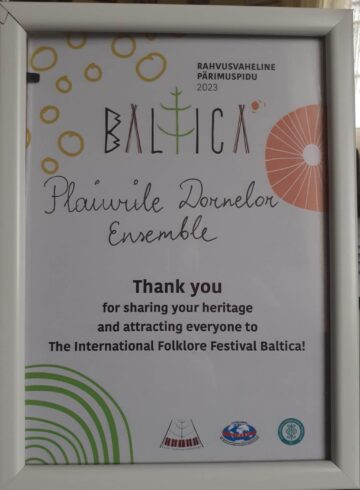 RAHVUSVAHELINE
PÄRIMUSPIDU
2023
BALTICA
Plaiurile Dornelor
Ensemble
Thank you
for sharing your heritage
and attracting everyone to
The International Folklore Festival Baltica!